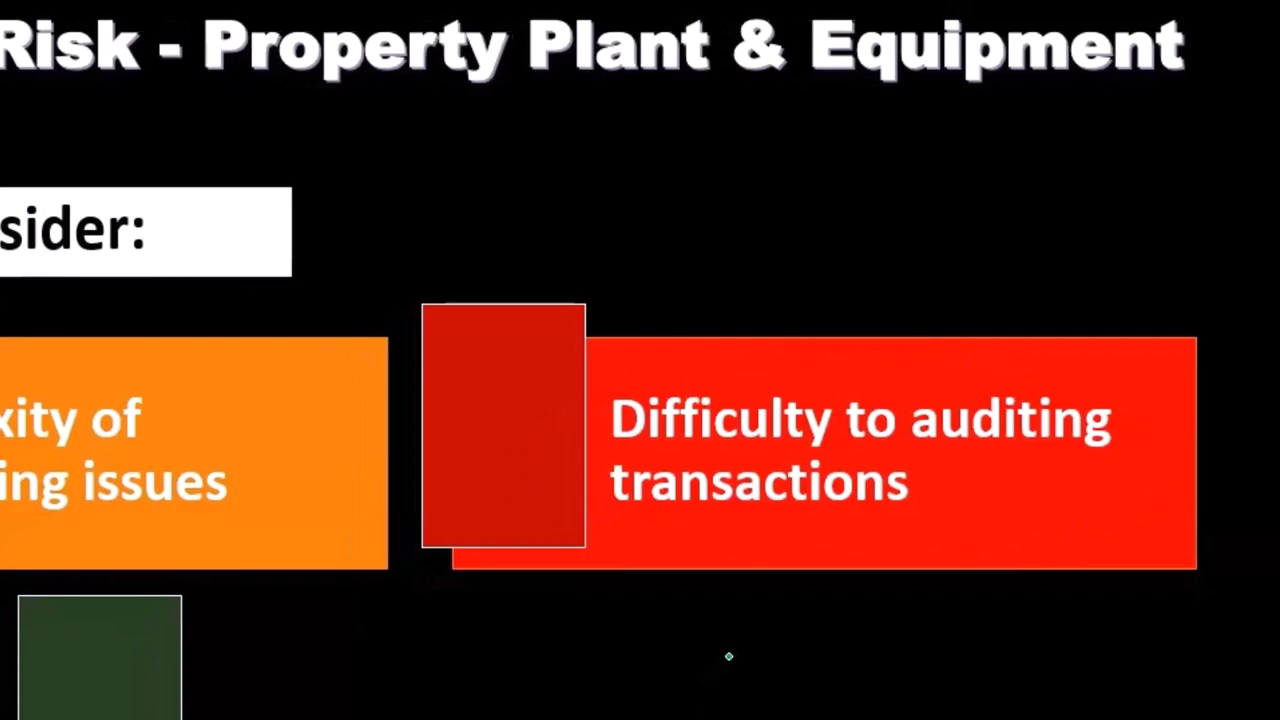 Risk - Property Plant & Equipment
sider:
xity of
ing issues
Difficulty to auditing
transactions